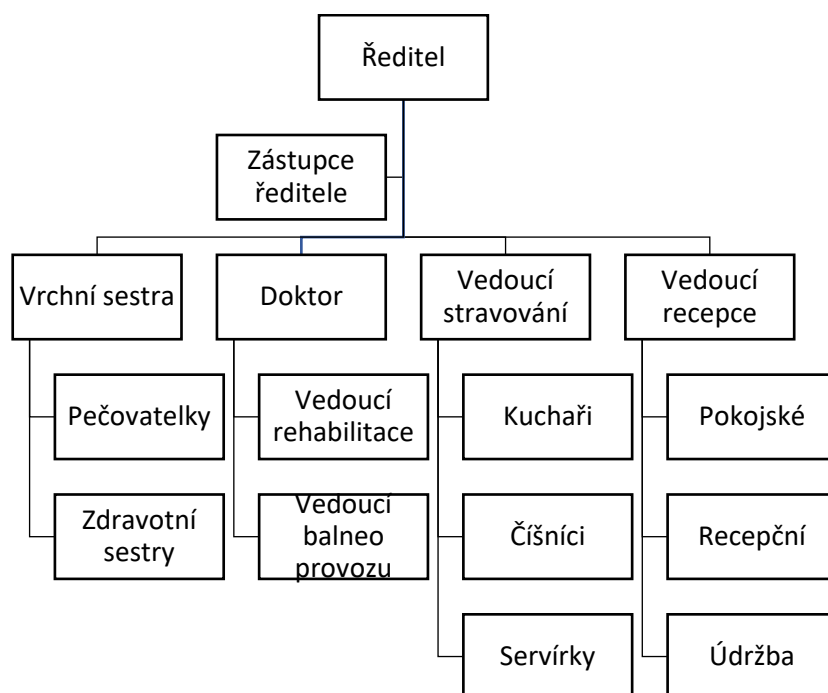 Ředitel
Zástupce
ředitele
Vrchní sestra
Doktor
Vedoucí
stravování
Vedoucí
recepce
Pečovatelky
Vedoucí
rehabilitace
Kuchaři
Pokojské
Zdravotní
sestry
Vedoucí
balneo
provozu
Číšníci
Recepční
Servírky
Údržba